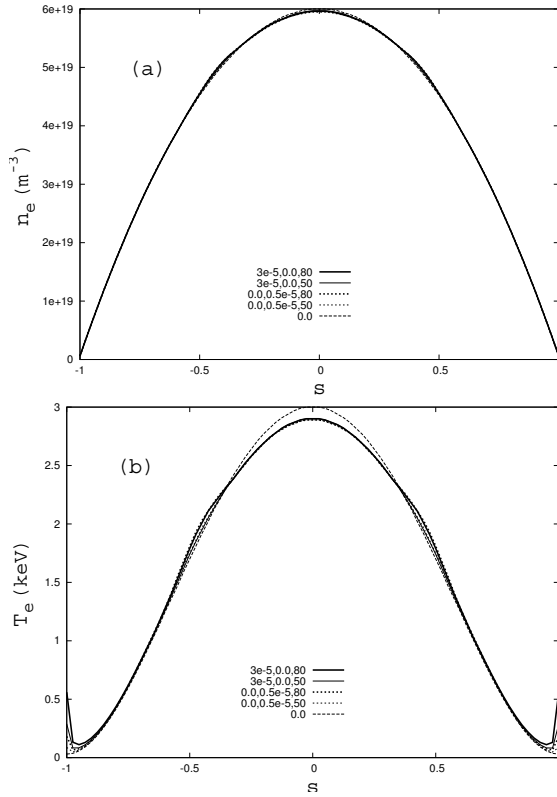 6e+19
5e+19
4e+19
3e+19
2e+19
1e+19
0
n_e (m^-3)
(a)
3e-5,0.0,80
3e-5,0.0,50
0.0,0.5e-5,80
0.0,0.5e-5,50
0.0
-1 -0.5 0 0.5
s
3
2.5
2
1.5
1
0.5
0
T_e (keV)
(b)
3e-5,0.0,80
3e-5,0.0,50
0.0,0.5e-5,80
0.0,0.5e-5,50
0.0
-1 -0.5 0 0.5
s